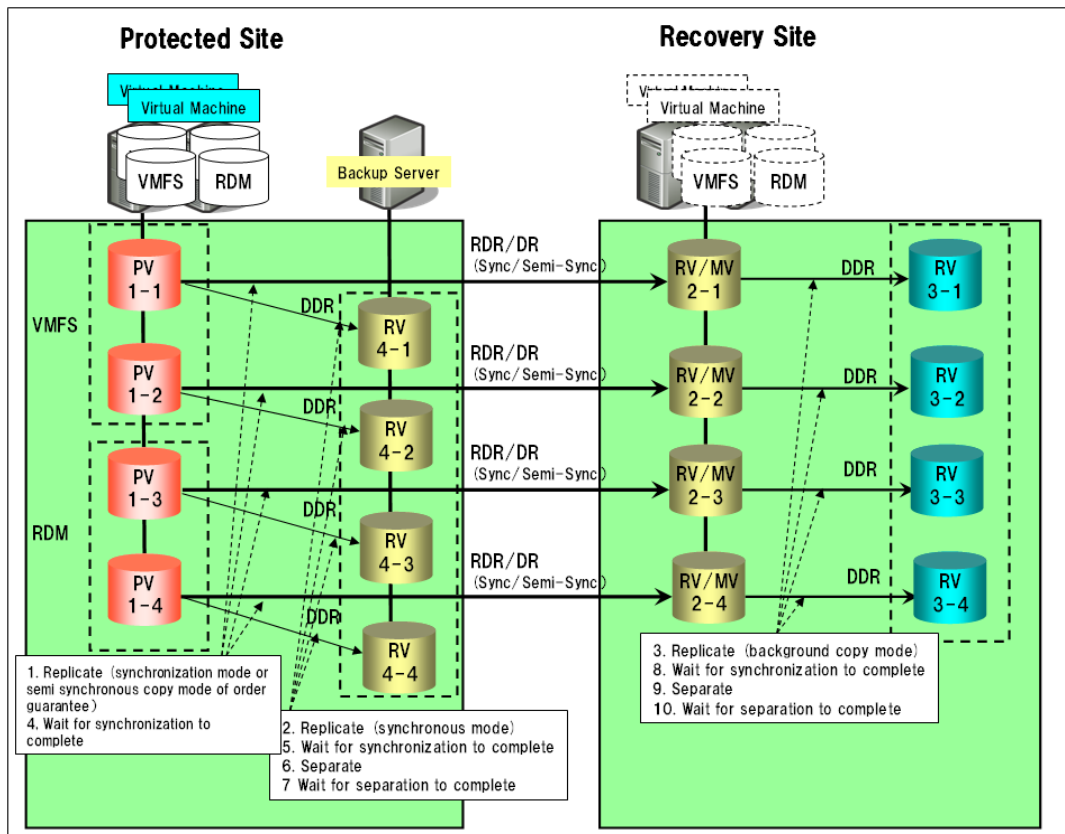 Protected Site
Recovery Site
Virtual Machine
Virtual Machine
VMFS
RDM
Backup Server
Virtual Machine
Virtual Machine
VMFS
RDM
VMFS
RDM
PV
1-1
PV
1-2
PV
1-3
PV
1-4
DDR
DDR
DDR
DDR
RV
4-1
RV
4-2
RV
4-3
RV
4-4
RDR/DR
(Sync/Semi-Sync)
RDR/DR
(Sync/Semi-Sync)
RDR/DR
(Sync/Semi-Sync)
RDR/DR
(Sync/Semi-Sync)
RV/MV
2-1
RV/MV
2-2
RV/MV
2-3
RV/MV
2-4
DDR
DDR
DDR
DDR
RV
3-1
RV
3-2
RV
3-3
RV
3-4
1. Replicate (synchronization mode or
semi synchronous copy mode of order
guarantee)
4. Wait for synchronization to
complete
2. Replicate (synchronous mode)
5. Wait for synchronization to complete
6. Separate
7 Wait for separation to complete
3. Replicate (background copy mode)
8. Wait for synchronization to complete
9. Separate
10. Wait for separation to complete